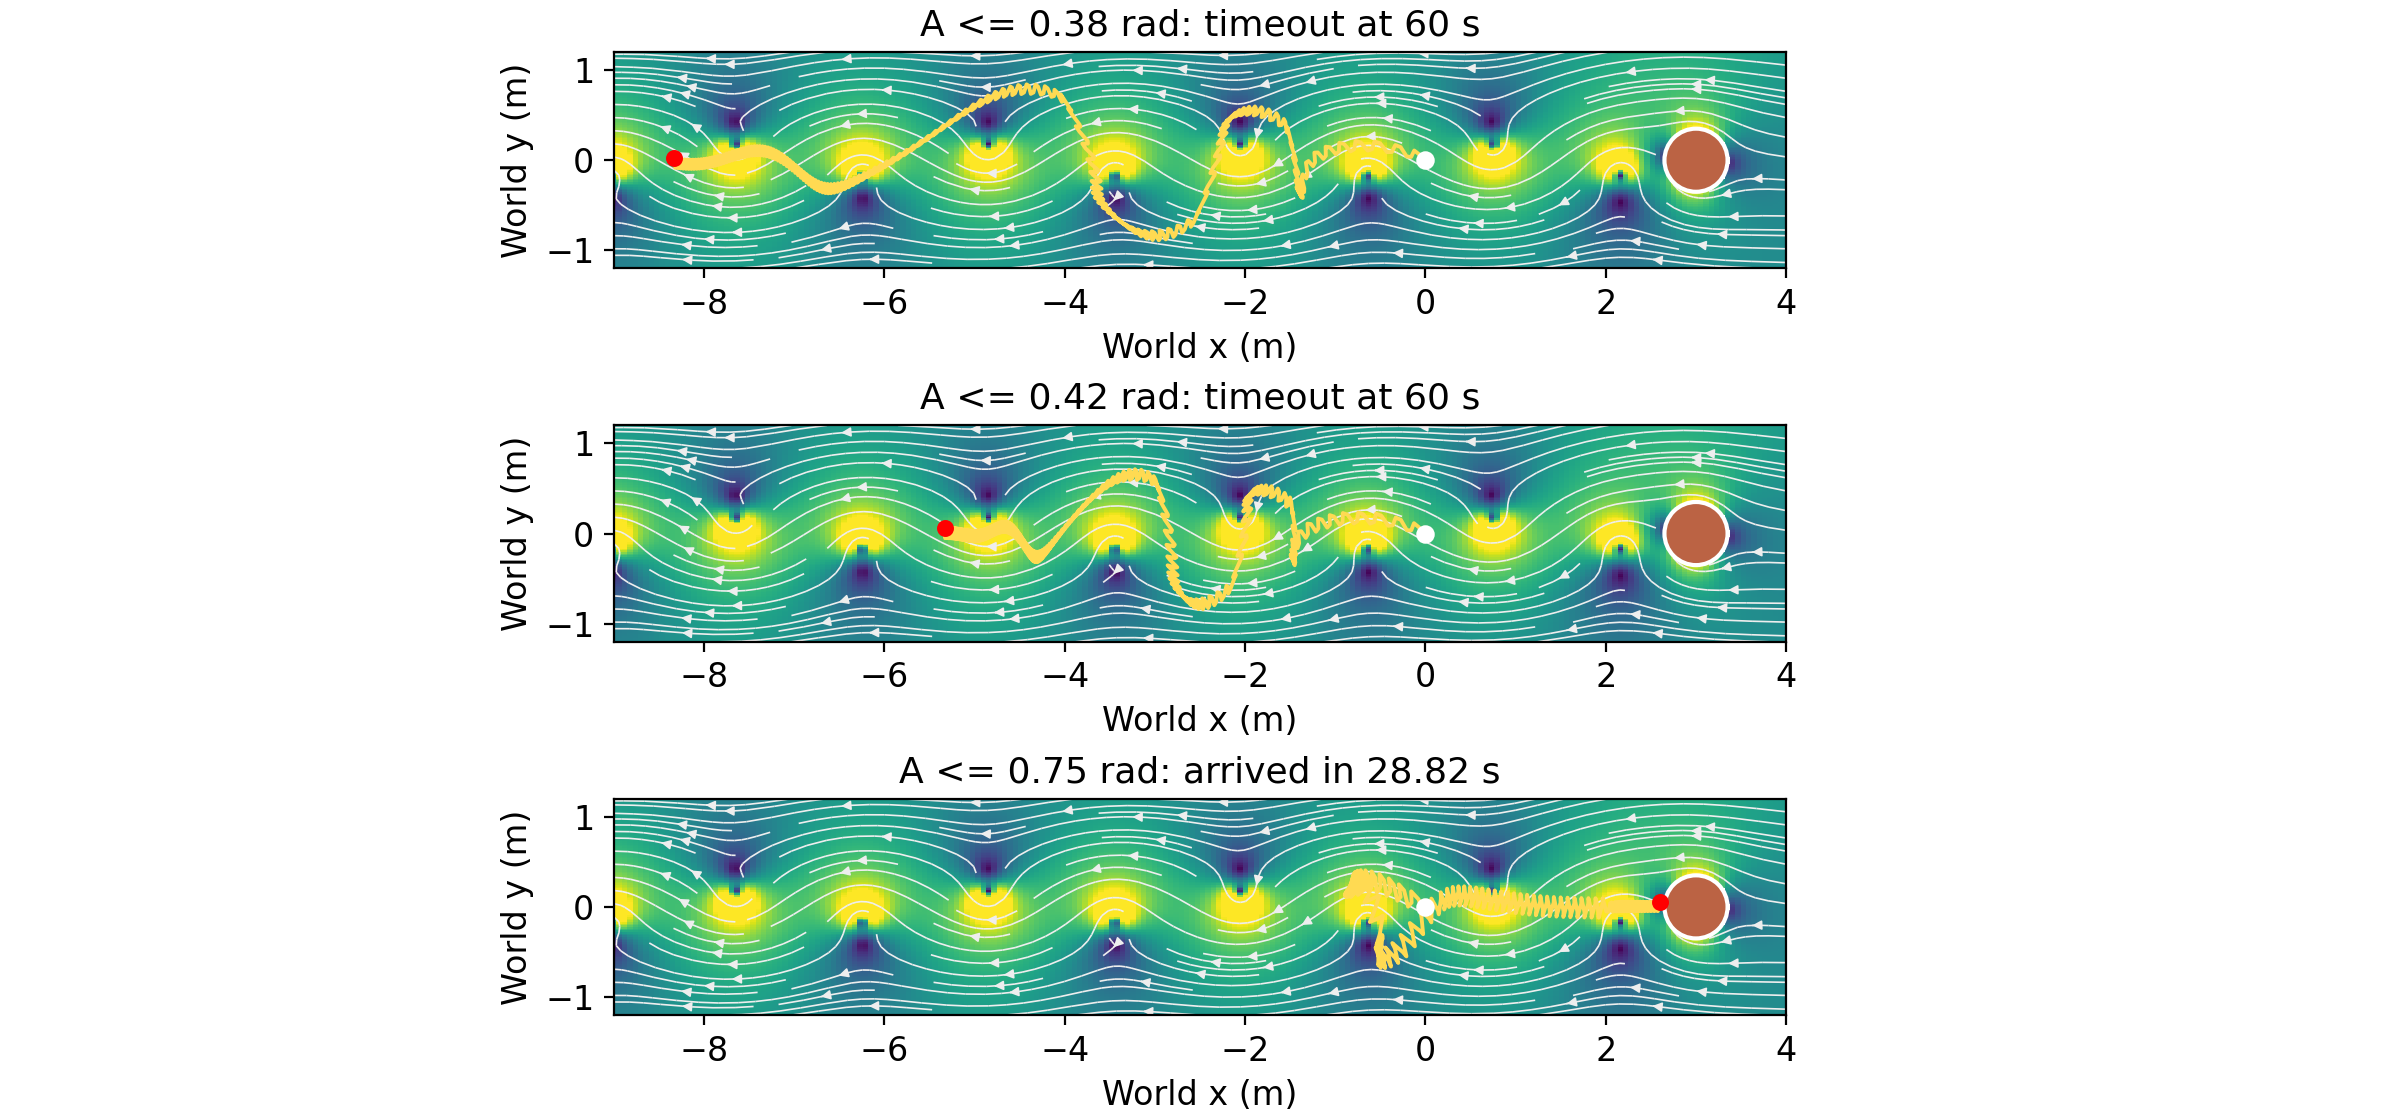 A <= 0.38 rad: timeout at 60 s
World y (m)
1
0
−1
−8 −6 −4 −2 0 2 4
World x (m)
A <= 0.42 rad: timeout at 60 s
World y (m)
1
0
−1
−8 −6 −4 −2 0 2 4
World x (m)
A <= 0.75 rad: arrived in 28.82 s
World y (m)
1
0
−1
−8 −6 −4 −2 0 2 4
World x (m)